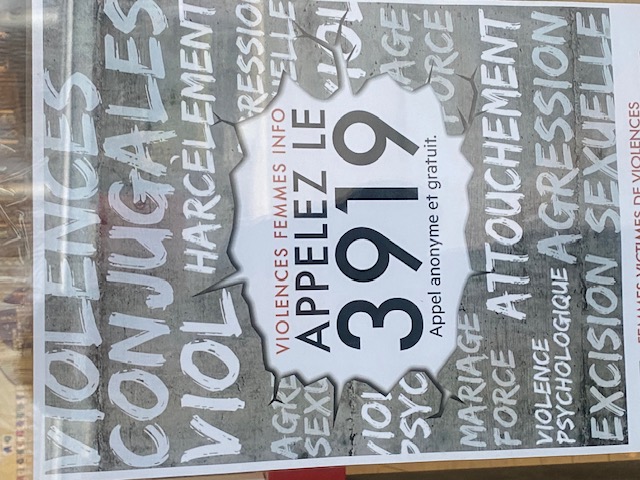 VIOLENCES
CONJUGALES
VIOL HARCÈLEMENT
VIOLENCES FEMMES INFO
APPELEZ LE
3919
Appel anonyme et gratuit.
MARIAGE
FORCÉ
ATTOUCHEMENT
VIOLENCE
PSYCHOLOGIQUE
AGRESSION
EXCISION SEXUELLE